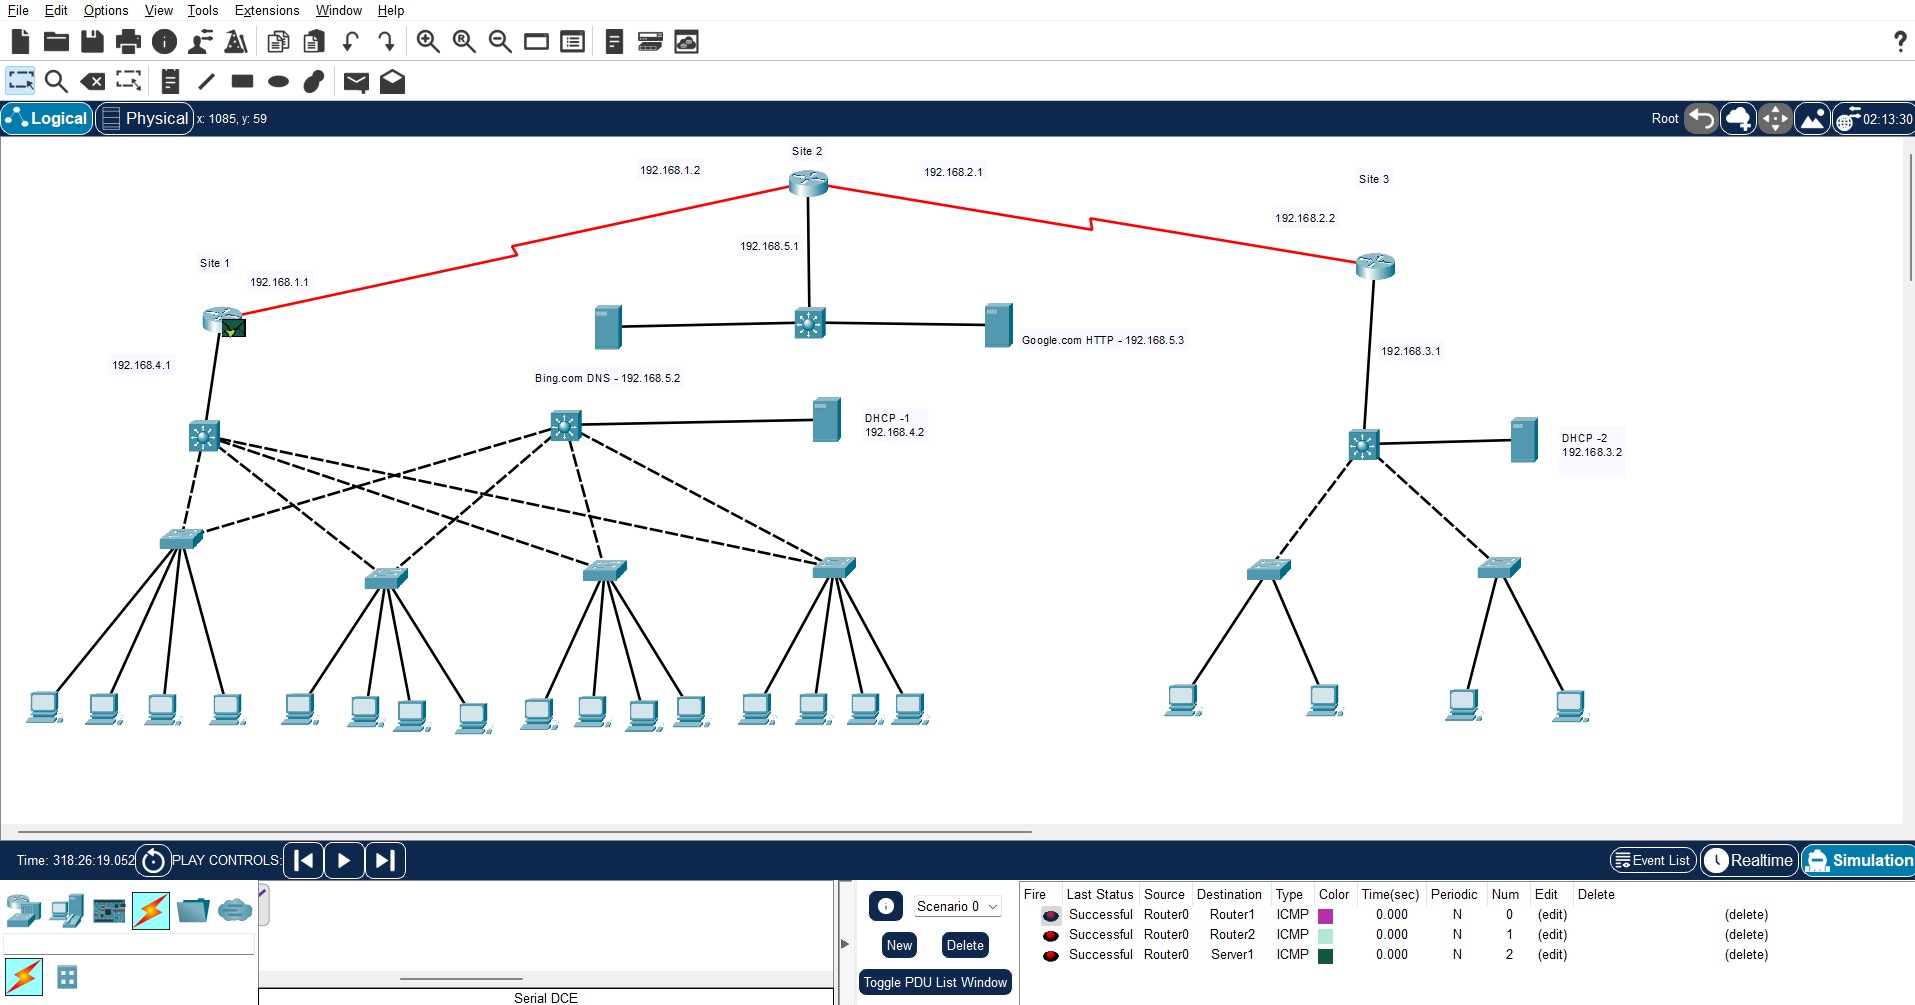 File Edit Options View Tools Extensions Window Help
?
Logical Physical x: 1085, y: 59 Root 02:13:30
Site 2
192.168.1.2 192.168.2.1
Site 3
192.168.2.2
192.168.5.1
Site 1
192.168.1.1
Google.com HTTP - 192.168.5.3
192.168.3.1
192.168.4.1
Bing.com DNS - 192.168.5.2
DHCP -1
192.168.4.2
DHCP -2
192.168.3.2
Time: 318:26:19.052 PLAY CONTROLS: Event List Realtime Simulation
Scenario 0
New Delete
Toggle PDU List Window
Serial DCE
Fire Last Status Source Destination Type Color Time(sec) Periodic Num Edit Delete
Successful Router0 Router1 ICMP 0.000 N 0 (edit) (delete)
Successful Router0 Router2 ICMP 0.000 N 1 (edit) (delete)
Successful Router0 Server1 ICMP 0.000 N 2 (edit) (delete)